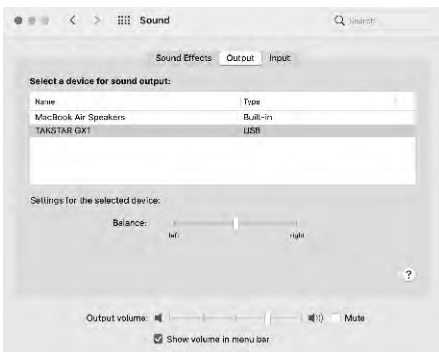 Sound
Search
Sound Effects Output Input
Select a device for sound output:
Name Type
MacBook Air Speakers Built-in
TAKSTAR GX1 USB
Settings for the selected device:
Balance:
left right
?
Output volume: Mute
Show volume in menu bar